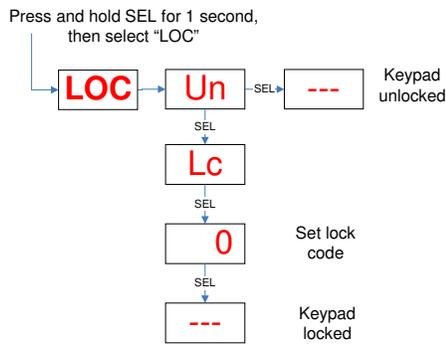 Press and hold SEL for 1 second,
then select “LOC”
LOC
Un
SEL
---
Keypad
unlocked
SEL
Lc
SEL
0
Set lock
code
SEL
---
Keypad
locked